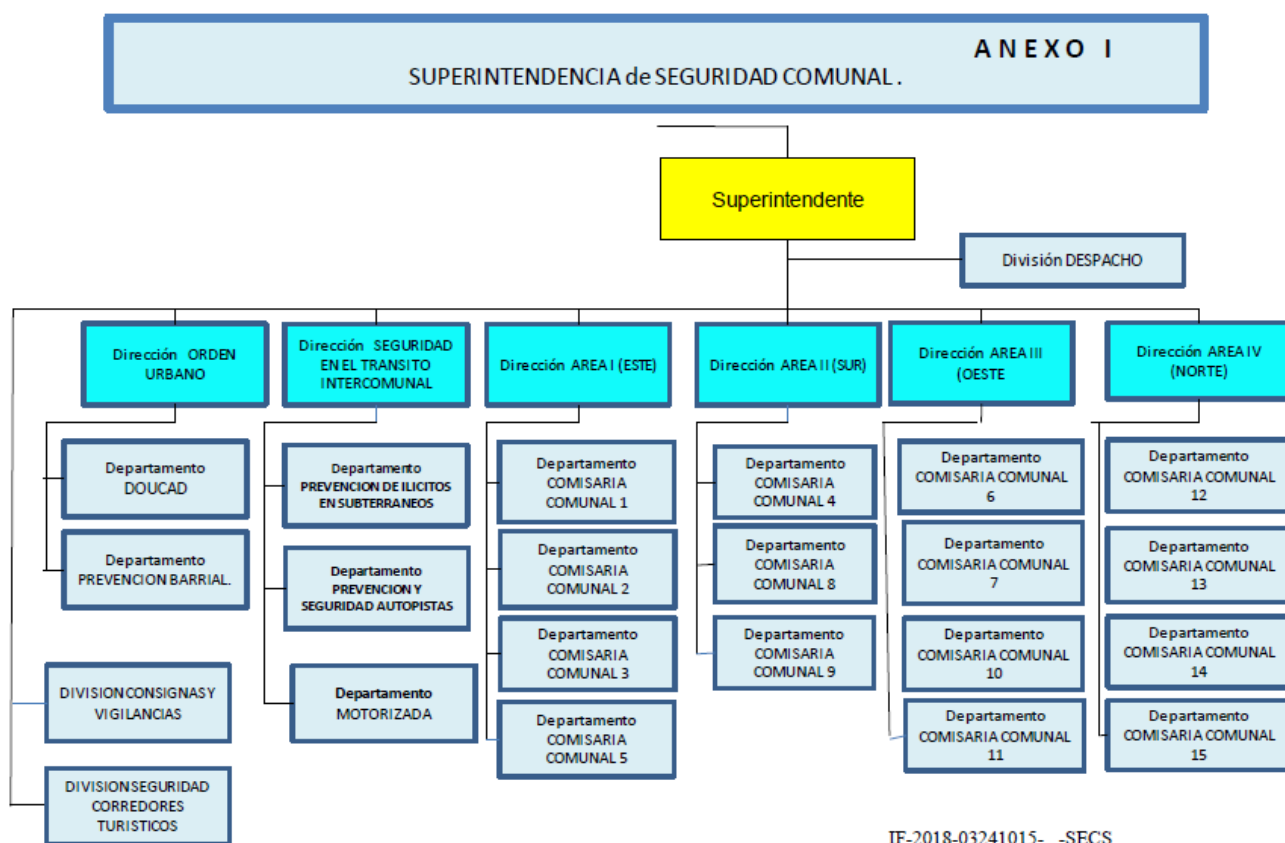 ANEXO I
SUPERINTENDENCIA de SEGURIDAD COMUNAL .
Superintendente
División DESPACHO
Dirección ORDEN
URBANO
Dirección SEGURIDAD
EN EL TRANSITO
INTERCOMUNAL
Dirección AREA I (ESTE)
Dirección AREA II (SUR)
Dirección AREA III
(OESTE
Dirección AREA IV
(NORTE)
Departamento
DOUCAD
Departamento
PREVENCION BARRIAL.
DIVISION CONSIGNAS Y
VIGILANCIAS
DIVISION SEGURIDAD
CORREDORES
TURISTICOS
Departamento
PREVENCION DE ILICITOS
EN SUBTERRANEOS
Departamento
PREVENCION Y
SEGURIDAD AUTOPISTAS
Departamento
MOTORIZADA
Departamento
COMISARIA
COMUNAL 1
Departamento
COMISARIA
COMUNAL 2
Departamento
COMISARIA
COMUNAL 3
Departamento
COMISARIA
COMUNAL 5
Departamento
COMISARIA
COMUNAL 4
Departamento
COMISARIA
COMUNAL 8
Departamento
COMISARIA
COMUNAL 9
Departamento
COMISARIA COMUNAL
6
Departamento
COMISARIA COMUNAL
7
Departamento
COMISARIA COMUNAL
10
Departamento
COMISARIA COMUNAL
11
Departamento
COMISARIA COMUNAL
12
Departamento
COMISARIA COMUNAL
13
Departamento
COMISARIA COMUNAL
14
Departamento
COMISARIA COMUNAL
15
IF-2018-03241015- -SECS